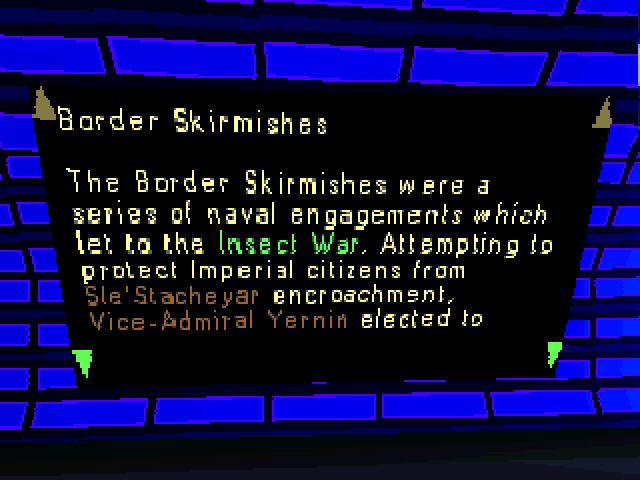 Border Skirmishes
The Border Skirmishes were a
series of naval engagements which
let to the Insect War. Attempting to
protect Imperial citizens from
Sle'Stacheyar encroachment,
Vice-Admiral Yernin elected to